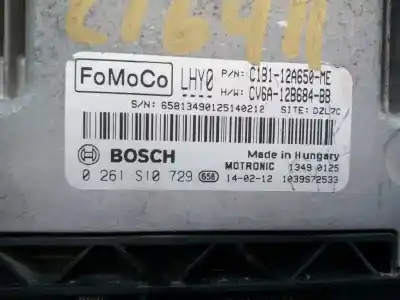 FoMoCo LHY0 P/N: C1B1-12A650-ME
H/W: CV6A-12B684-BB
S/N: 65813490125140212 SITE: DZL7C
BOSCH Made in Hungary
MOTRONIC 1349 0125
0 261 S10 729 658 14-02-12 1039S72533